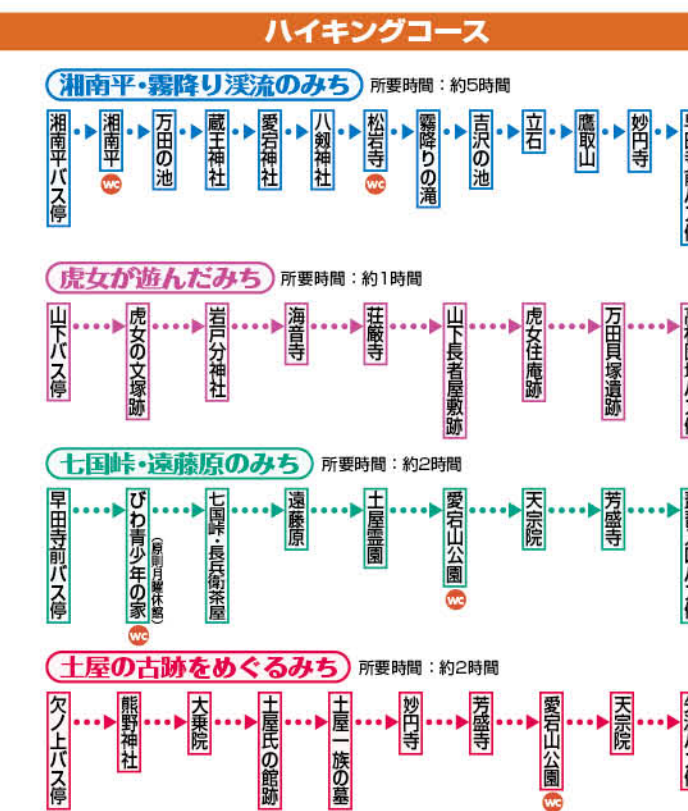 ハイキングコース
湘南平・霧降り渓流のみち 所要時間：約5時間
湘南平バス停
湘南平
WC
万田の池
蔵王神社
愛宕神社
八剱神社
松岩寺
WC
霧降りの滝
吉沢の池
立石
鷹取山
妙円寺
虎女が遊んだみち 所要時間：約1時間
山下バス停
虎女の文塚跡
岩戸分神社
海音寺
荘厳寺
山下長者屋敷跡
虎女住庵跡
万田貝塚遺跡
七国峠・遠藤原のみち 所要時間：約2時間
早田寺前バス停
びわ青少年の家
（原則月曜休館）
WC
七国峠・長兵衛茶屋
遠藤原
土屋霊園
愛宕山公園
WC
天宗院
芳盛寺
土屋の古跡をめぐるみち 所要時間：約2時間
欠ノ上バス停
熊野神社
大乗院
土屋氏の館跡
土屋一族の墓
妙円寺
芳盛寺
愛宕山公園
WC
天宗院